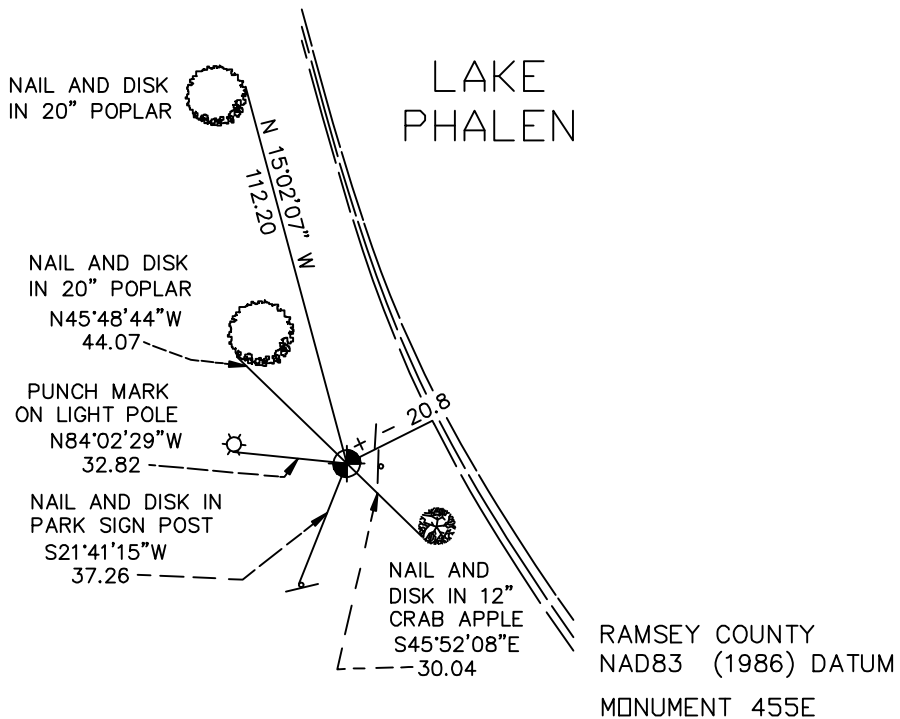 LAKE
PHALEN
NAIL AND DISK
IN 20" POPLAR
N 15°02'07" W
112.20
NAIL AND DISK
IN 20" POPLAR
N45°48'44"W
44.07
PUNCH MARK
ON LIGHT POLE
N84°02'29"W
32.82
+ - 20.8
NAIL AND DISK IN
PARK SIGN POST
S21°41'15"W
37.26
NAIL AND
DISK IN 12"
CRAB APPLE
S45°52'08"E
30.04
RAMSEY COUNTY
NAD83 (1986) DATUM
MONUMENT 455E